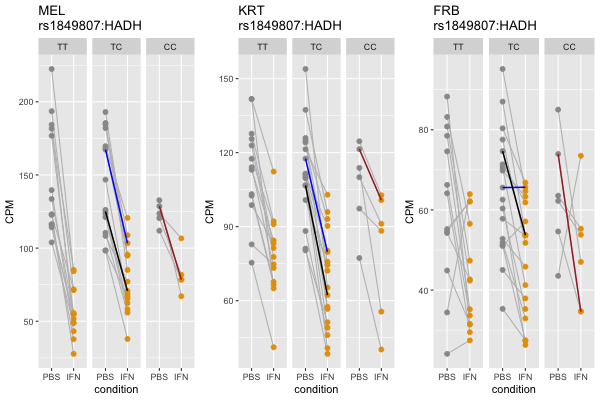 MEL
rs1849807:HADH
TT TC CC
CPM
200
150
100
50
PBS IFN PBS IFN PBS IFN
condition
KRT
rs1849807:HADH
TT TC CC
CPM
150
120
90
60
PBS IFN PBS IFN PBS IFN
condition
FRB
rs1849807:HADH
TT TC CC
CPM
80
60
40
PBS IFN PBS IFN PBS IFN
condition